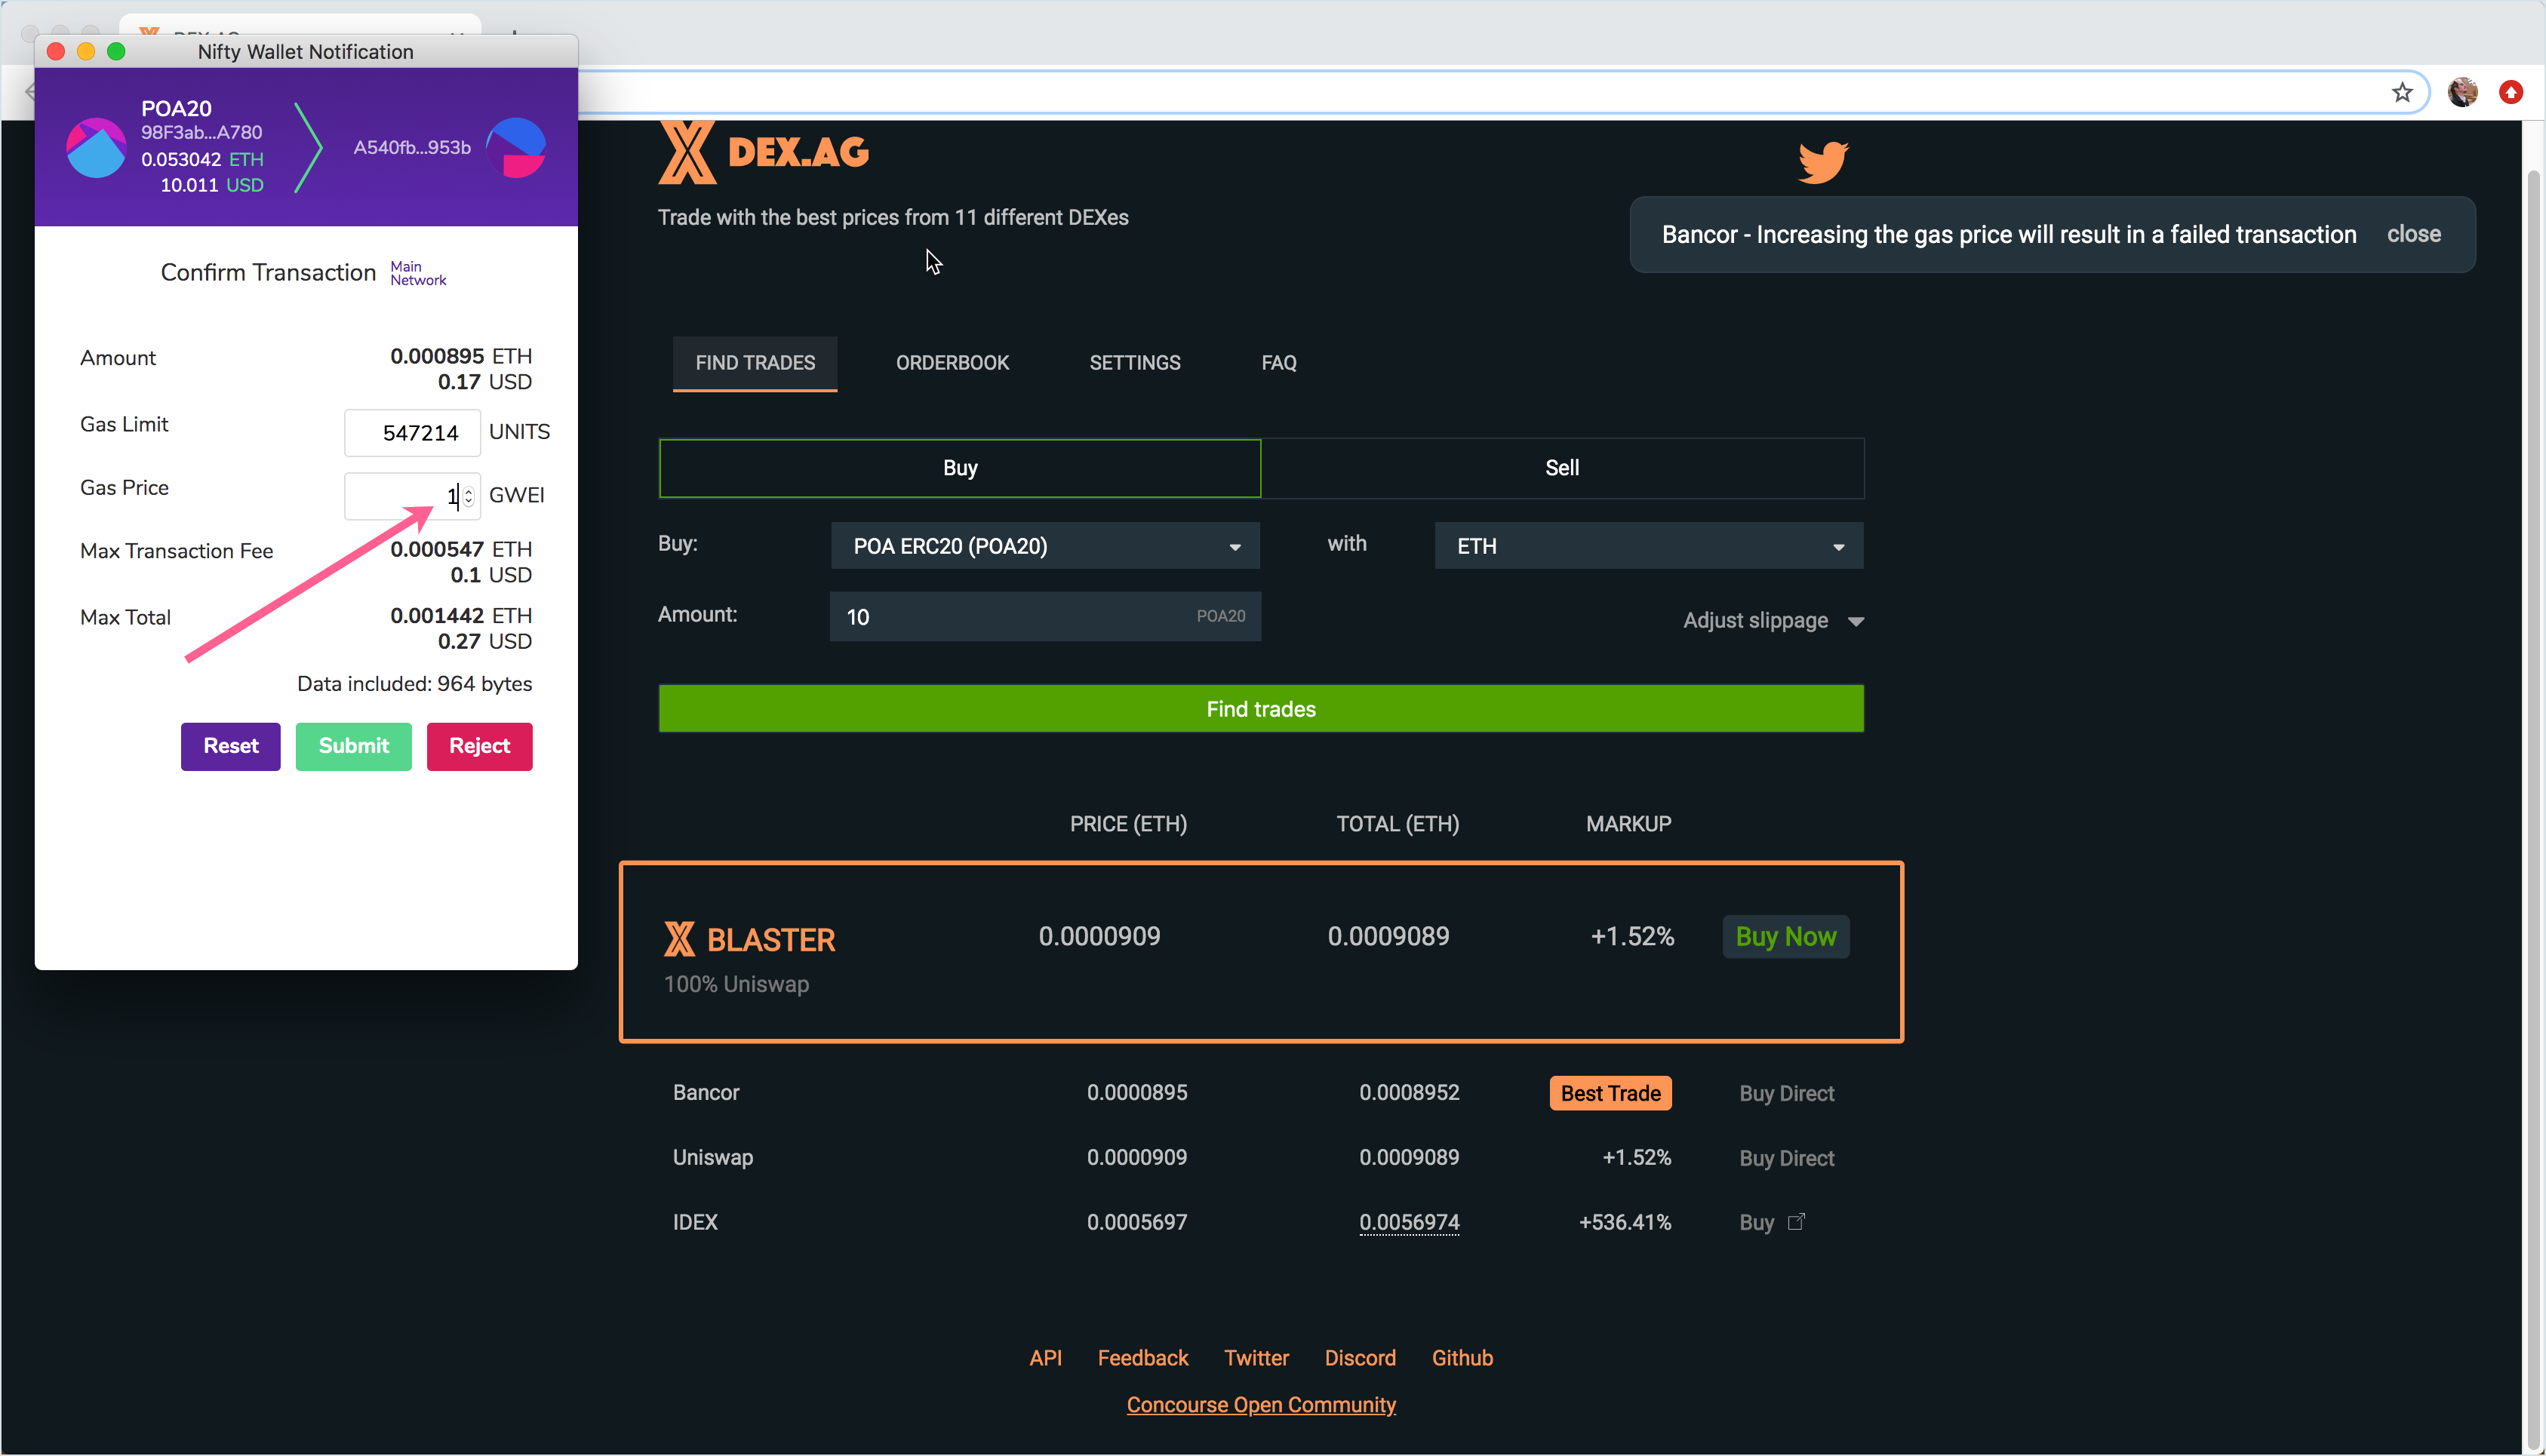 DEX.AG
Nifty Wallet Notification
POA20
98F3ab...A780
0.053042 ETH
10.011 USD
A540fb...953b
Confirm Transaction Main Network
Amount 0.000895 ETH
0.17 USD
Gas Limit 547214 UNITS
Gas Price 1 GWEI
Max Transaction Fee 0.000547 ETH
0.1 USD
Max Total 0.001442 ETH
0.27 USD
Data included: 964 bytes
Reset Submit Reject
DEX.AG
Trade with the best prices from 11 different DEXes
Bancor - Increasing the gas price will result in a failed transaction close
FIND TRADES ORDERBOOK SETTINGS FAQ
Buy Sell
Buy: POA ERC20 (POA20) with ETH
Amount: 10 POA20 Adjust slippage
Find trades
PRICE (ETH) TOTAL (ETH) MARKUP
BLASTER 0.0000909 0.0009089 +1.52% Buy Now
100% Uniswap
Bancor 0.0000895 0.0008952 Best Trade Buy Direct
Uniswap 0.0000909 0.0009089 +1.52% Buy Direct
IDEX 0.0005697 0.0056974 +536.41% Buy
API Feedback Twitter Discord Github
Concourse Open Community